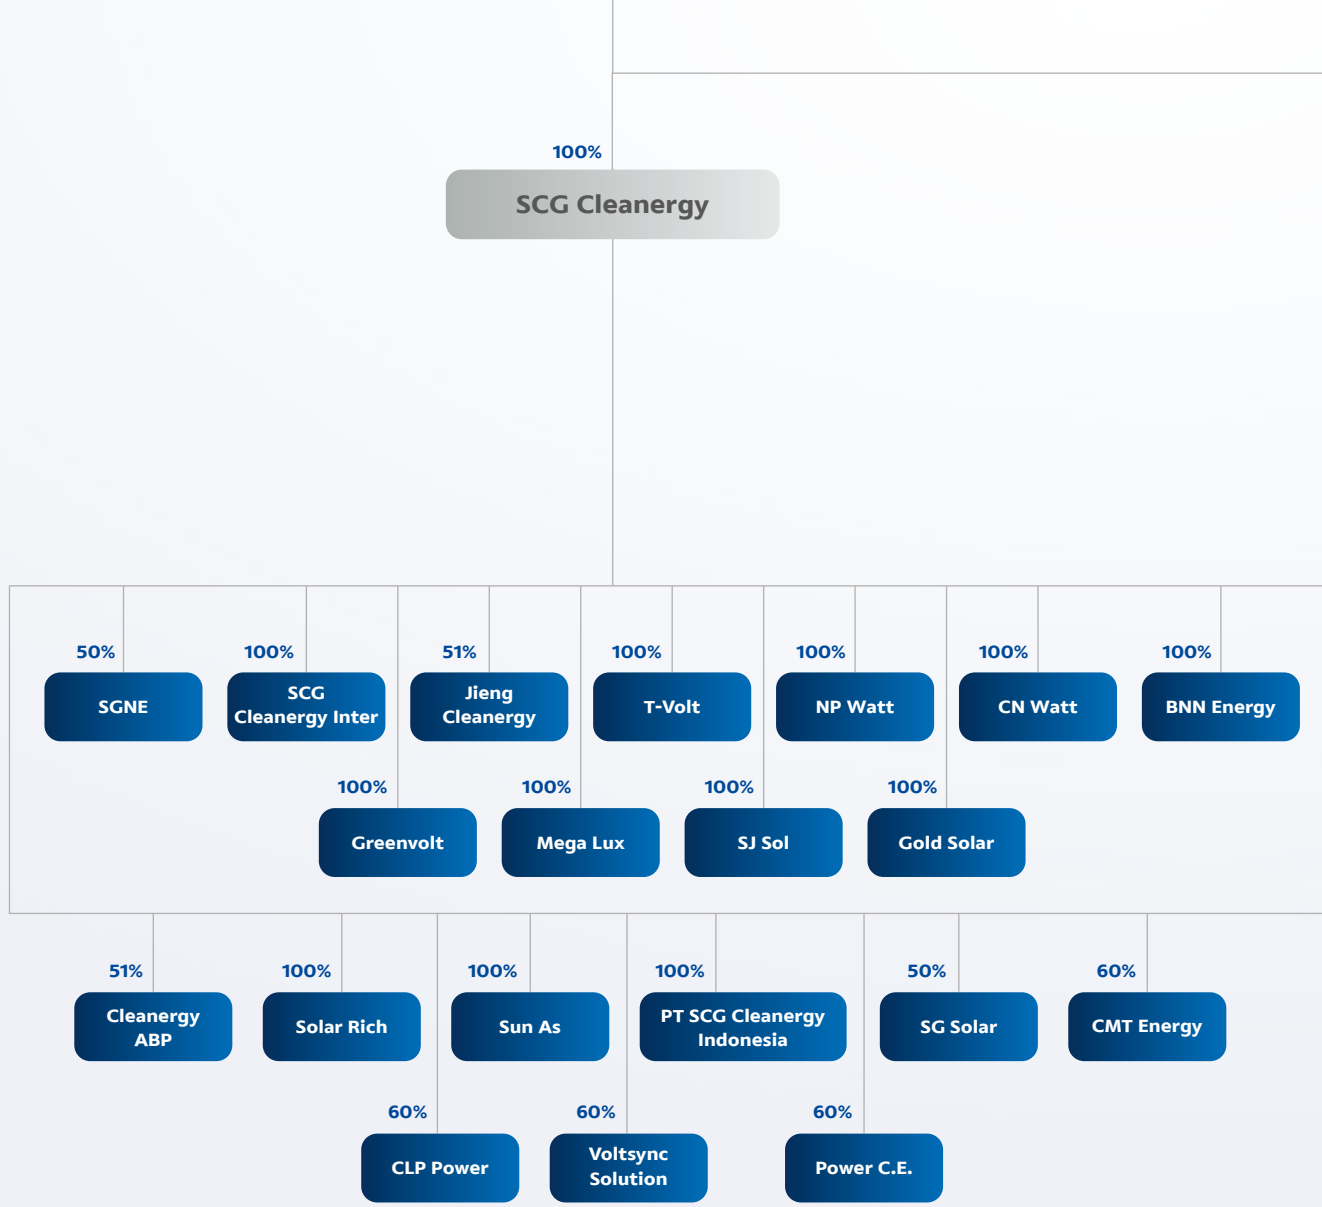 100%
SCG Cleanergy
50%
100%
51%
100%
100%
100%
100%
SGNE
SCG
Cleanergy Inter
Jieng
Cleanergy
T-Volt
NP Watt
CN Watt
BNN Energy
100%
100%
100%
100%
Greenvolt
Mega Lux
SJ Sol
Gold Solar
51%
100%
100%
100%
50%
60%
Cleanergy
ABP
Solar Rich
Sun As
PT SCG Cleanergy
Indonesia
SG Solar
CMT Energy
60%
60%
60%
CLP Power
Voltsync
Solution
Power C.E.